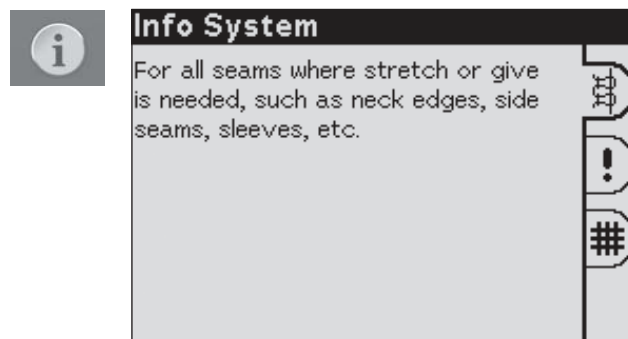 i
Info System
For all seams where stretch or give
is needed, such as neck edges, side
seams, sleeves, etc.
!
#